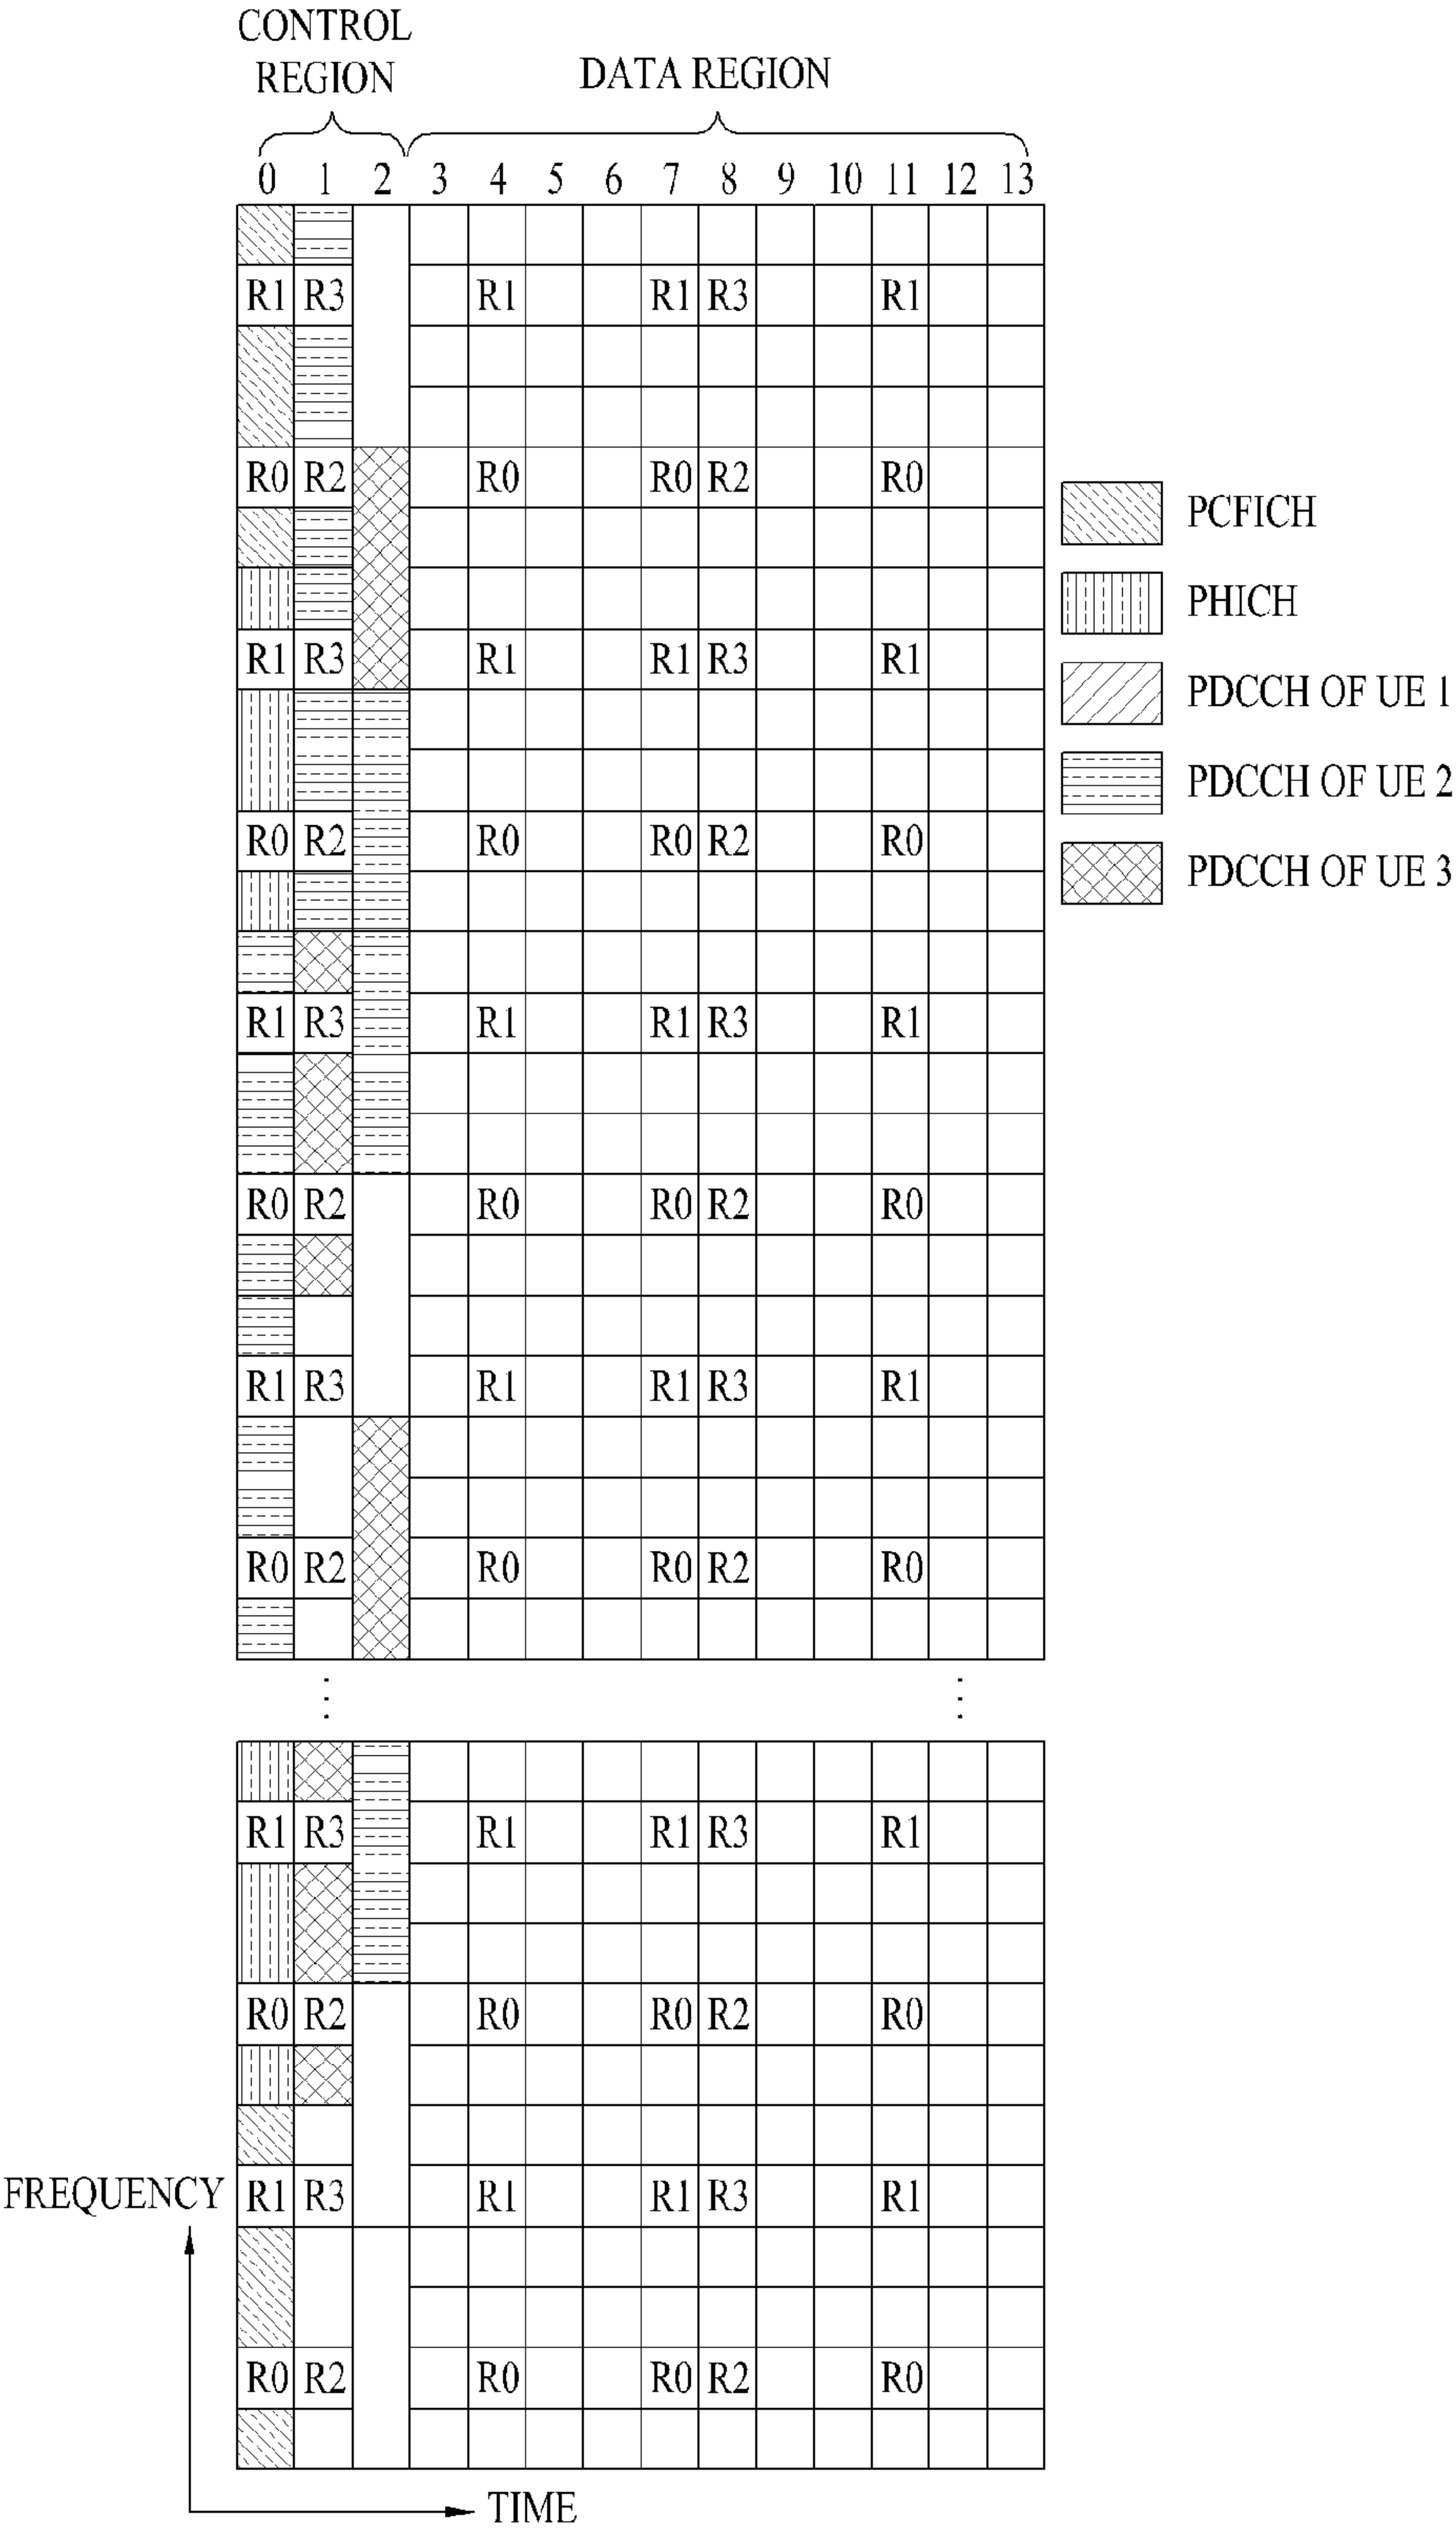 CONTROL
REGION
DATA REGION
0 1 2 3 4 5 6 7 8 9 10 11 12 13
R1 R3 R1 R1 R3 R1
R0 R2 R0 R0 R2 R0
PCFICH
PHICH
R1 R3 R1 R1 R3 R1
PDCCH OF UE 1
PDCCH OF UE 2
R0 R2 R0 R0 R2 R0
PDCCH OF UE 3
R1 R3 R1 R1 R3 R1
R0 R2 R0 R0 R2 R0
R1 R3 R1 R1 R3 R1
R0 R2 R0 R0 R2 R0
R1 R3 R1 R1 R3 R1
R0 R2 R0 R0 R2 R0
FREQUENCY R1 R3 R1 R1 R3 R1
R0 R2 R0 R0 R2 R0
TIME